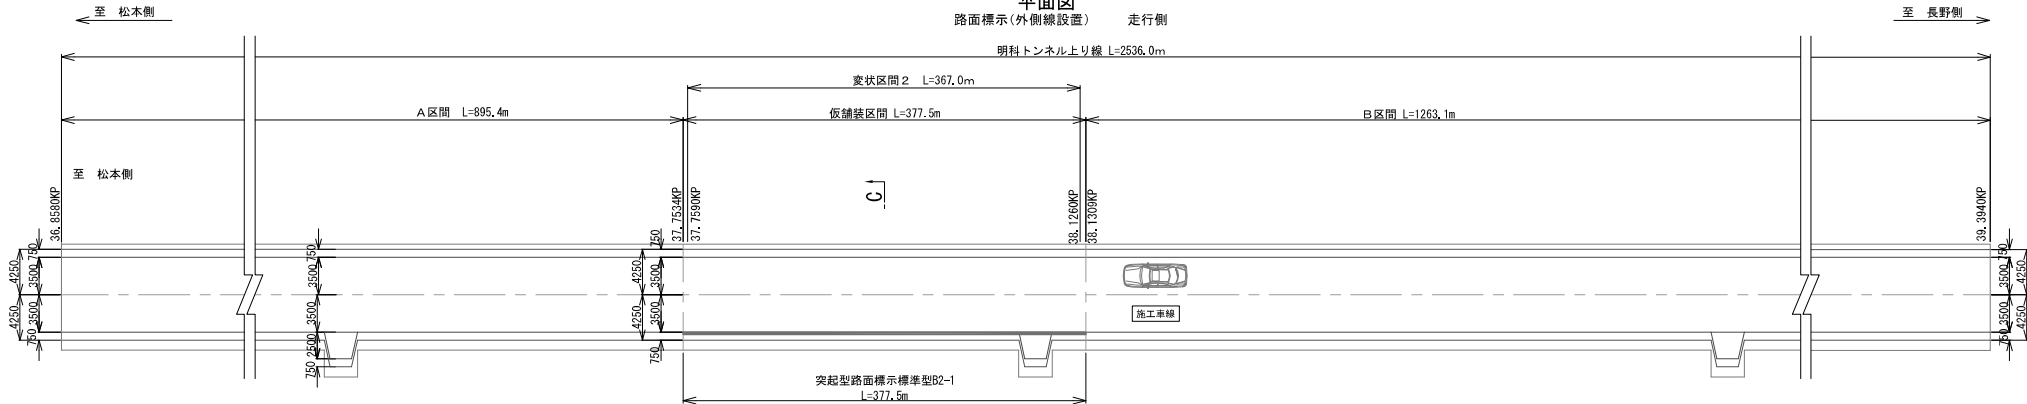 平面図
路面標示(外側線設置) 走行側
至 松本側
至 長野側
明科トンネル上り線 L=2536.0m
変状区間2 L=367.0m
A区間 L=895.4m
仮舗装区間 L=377.5m
B区間 L=1263.1m
至 松本側
C
36.8580KP
37.7534KP
37.7590KP
38.1260KP
38.1309KP
39.3940KP
4250
4250
750
3500
3500
750
750
3500
3500
2500
750
4250
4250
750
3500
3500
750
施工車線
750
3500
3500
750
4250
4250
突起型路面標示標準型B2-1
L=377.5m